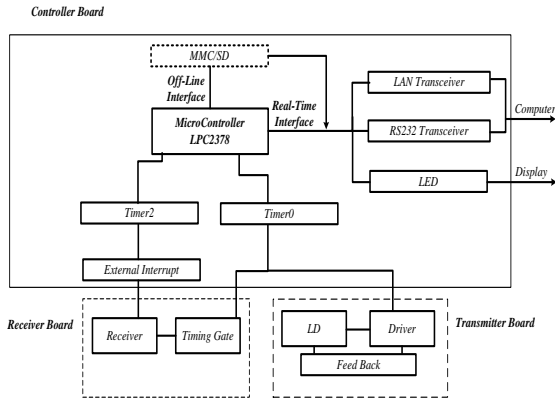 Controller Board
MMC/SD
Off-Line
Interface
Real-Time
Interface
MicroController
LPC2378
LAN Transceiver
Computer
RS232 Transceiver
Display
LED
Timer2
Timer0
External Interrupt
Receiver Board
Receiver
Timing Gate
LD
Driver
Transmitter Board
Feed Back